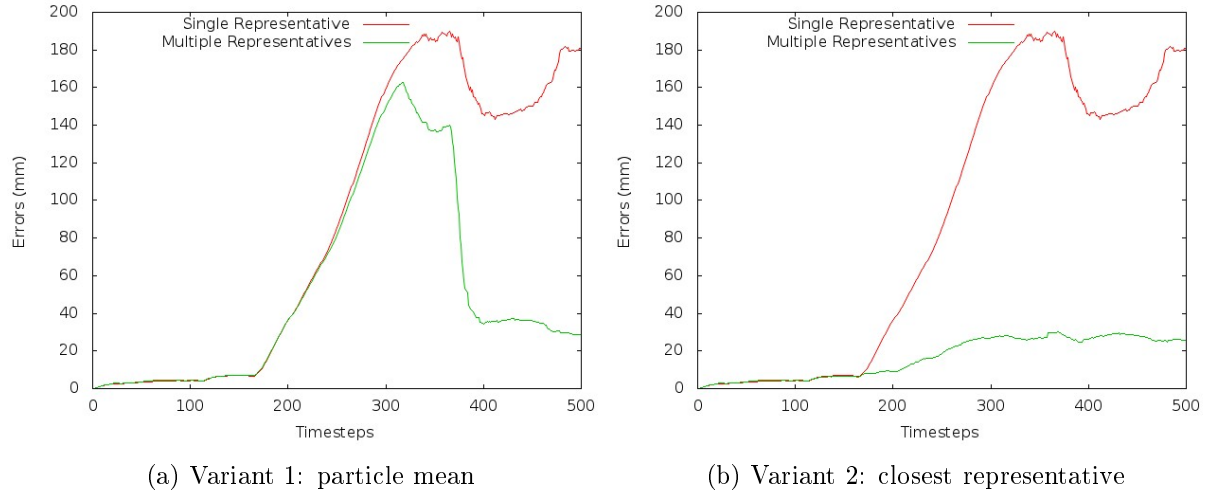 Single Representative
Multiple Representatives
200
180
160
140
120
100
80
60
40
20
0
Errors (mm)
0 100 200 300 400 500
Timesteps
(a) Variant 1: particle mean
Single Representative
Multiple Representatives
200
180
160
140
120
100
80
60
40
20
0
Errors (mm)
0 100 200 300 400 500
Timesteps
(b) Variant 2: closest representative